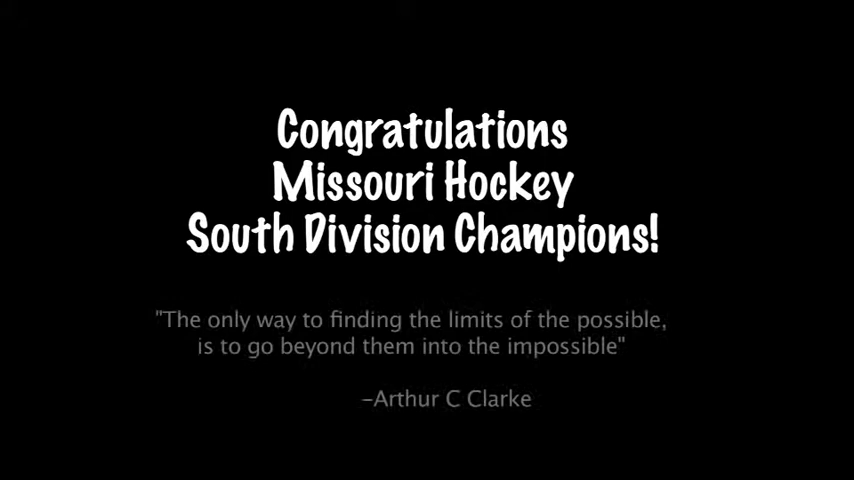 Congratulations
Missouri Hockey
South Division Champions!
"The only way to finding the limits of the possible,
is to go beyond them into the impossible"
–Arthur C Clarke